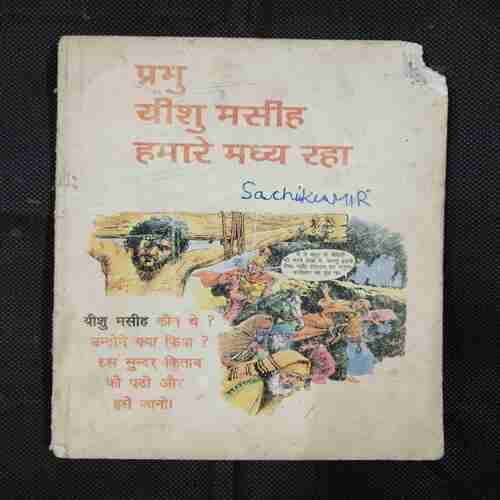 प्रभु
यीशु मसीह
हमारे मध्य रहा
Sachikumar
यीशु मसीह कौन थे ?
उन्होंने क्या किया ?
इस सुन्दर किताब
को पढो और
इसे जानो।